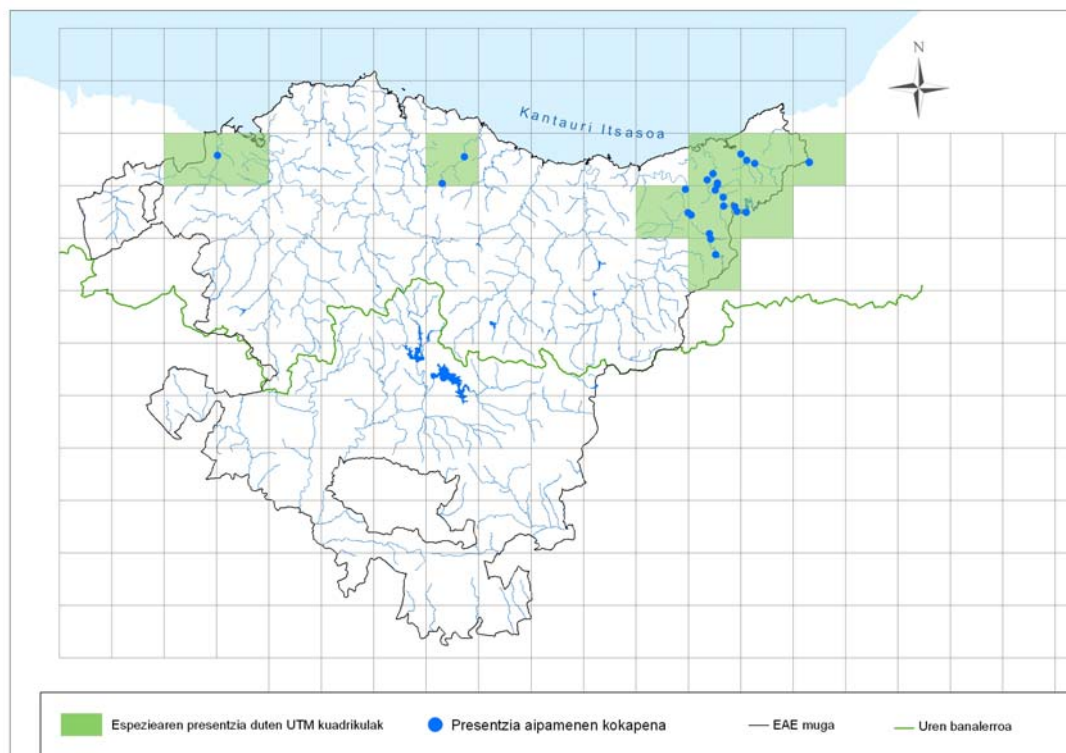 N
Kantauri Itsasoa
Espeziearen presentzia duten UTM kuadrikulak
Presentzia aipamenen kokapena
EAE muga
Uren banalerroa